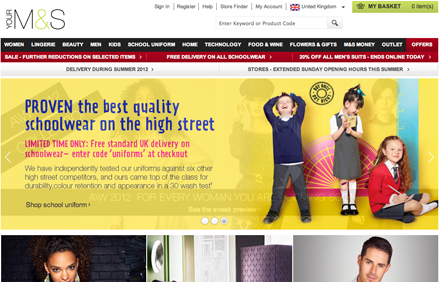 YOUR M&S
Sign in | Register | Help | Store Finder | My Account | United Kingdom
MY BASKET 0 item(s)
Enter Keyword or Product Code
WOMEN LINGERIE BEAUTY MEN KIDS SCHOOL UNIFORM HOME TECHNOLOGY FOOD & WINE FLOWERS & GIFTS M&S MONEY OUTLET OFFERS
SALE - FURTHER REDUCTIONS ON SELECTED ITEMS › FREE DELIVERY ON ALL SCHOOLWEAR › 20% OFF ALL MEN'S SUITS - ENDS ONLINE TODAY ›
DELIVERY DURING SUMMER 2012 › STORES - EXTENDED SUNDAY OPENING HOURS THIS SUMMER ›
PROVEN the best quality
schoolwear on the high street
LIMITED TIME ONLY: Free standard UK delivery on
schoolwear– enter code 'uniforms' at checkout
We have independently tested our uniforms against six other
high street competitors, and ours came top of the class for
durability,colour retention and appearance in a 30 wash test*
AW 2012 FOR EVERY WOMAN YOU ARE
Shop school uniform ›
See the sneak preview ›